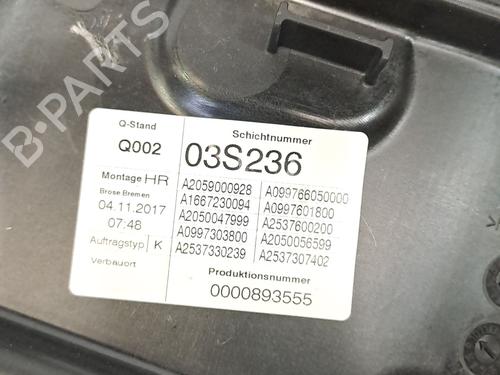 B-PARTS
Q-Stand
Q002
Schichtnummer
03S236
Montage HR
Brose Bremen
04.11.2017
07:48
Auftragstyp K
Verbauort
A2059000928 A099766050000
A1667230094 A0997601800
A2050047999 A2537600200
A0997303800 A2050056599
A2537330239 A2537307402
Produktionsnummer
0000893555